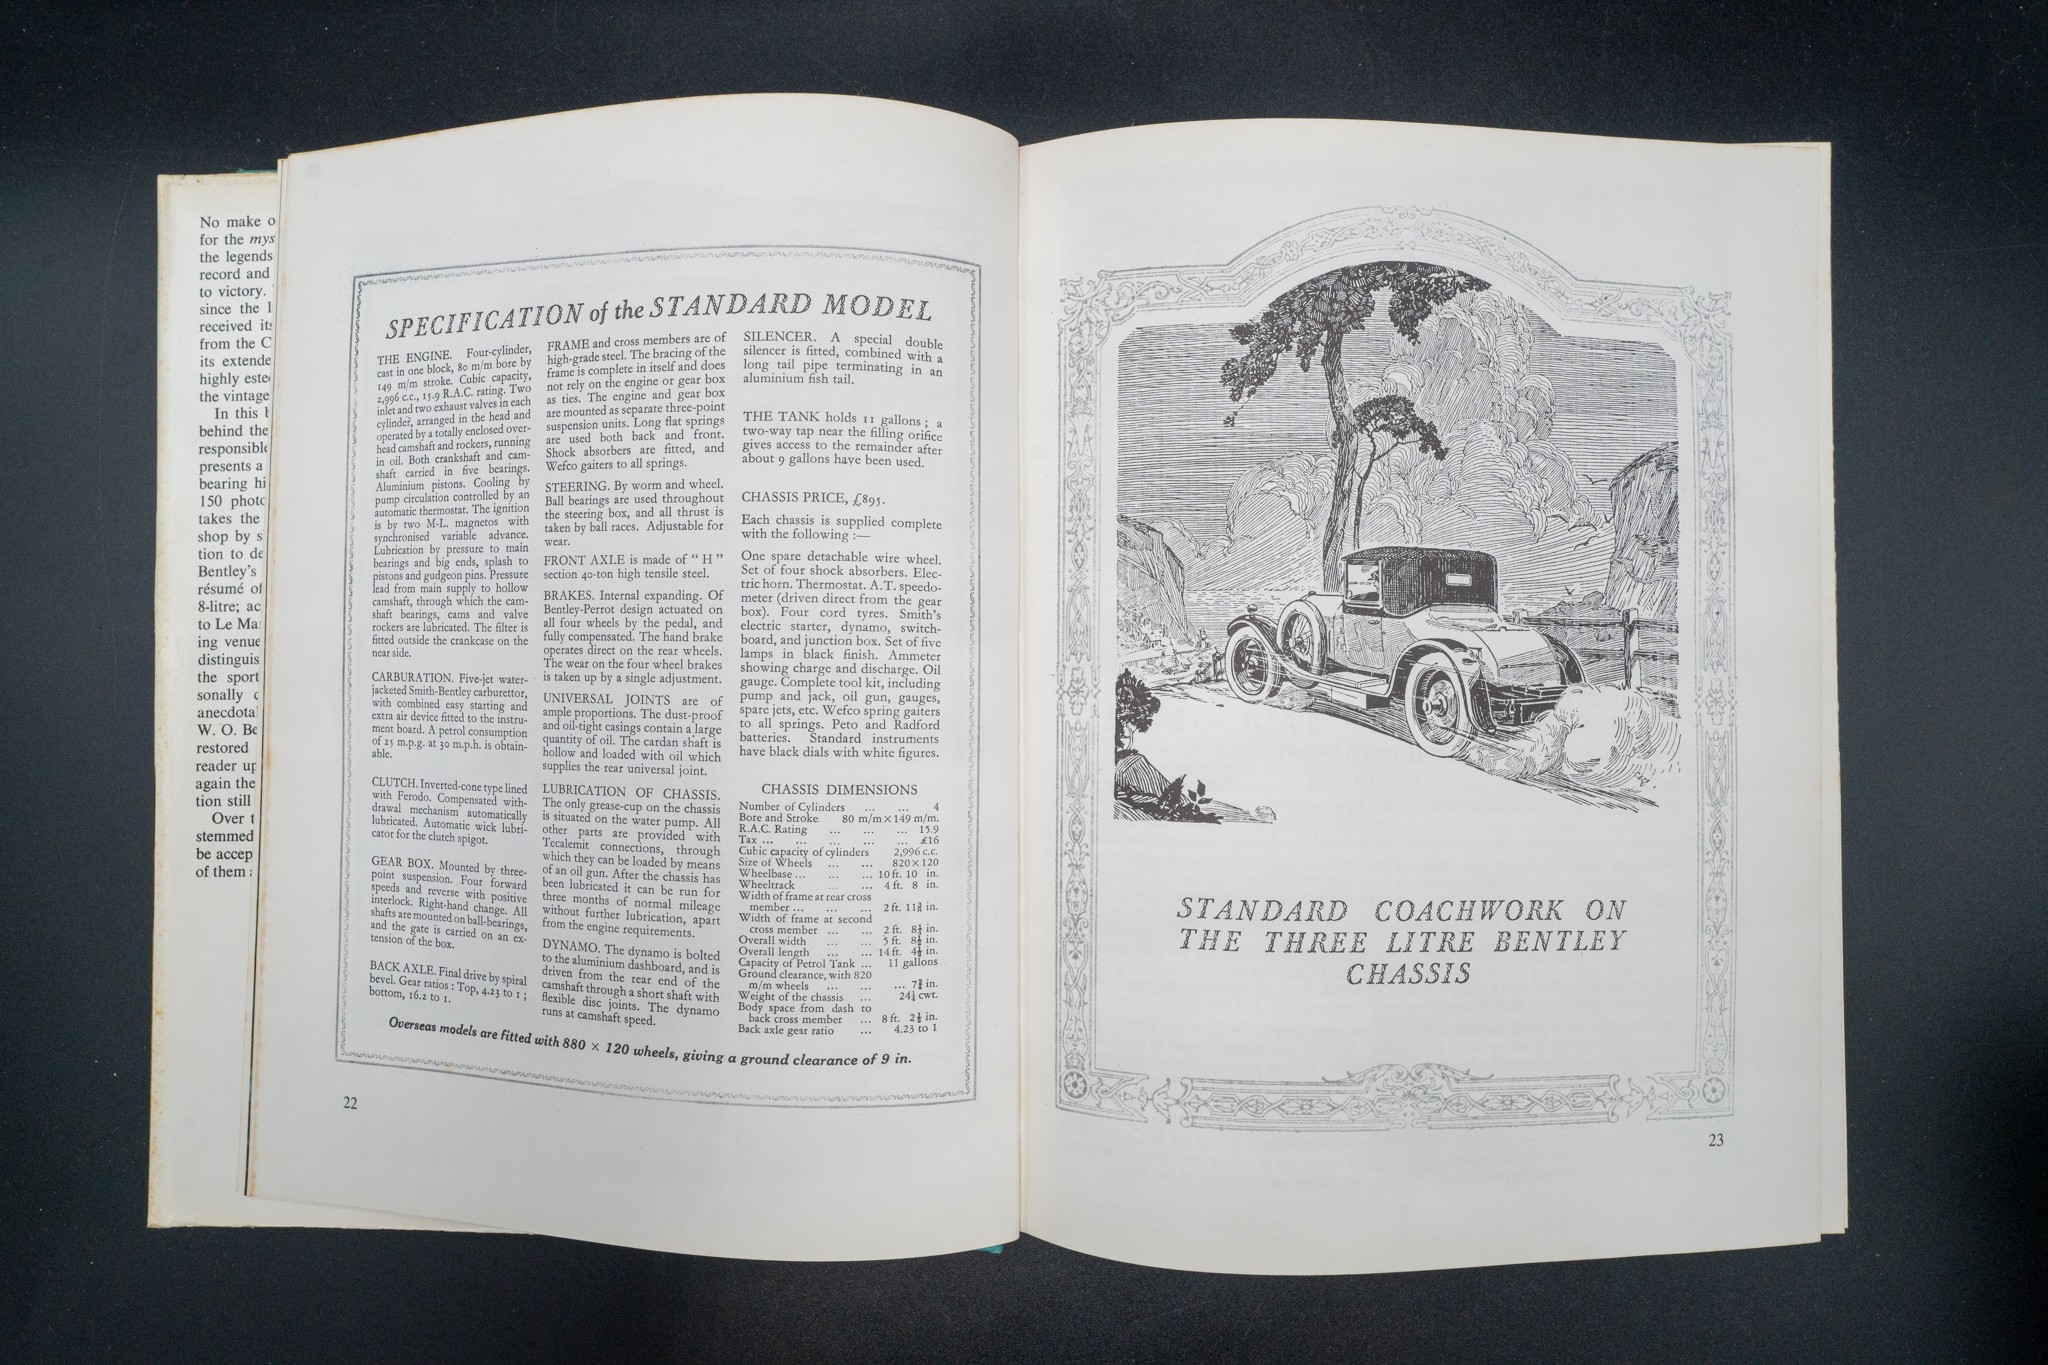 No make o
for the mys
the legends
record and
to victory.
since the l
received its
from the C
its extende
highly este
the vintage
In this b
behind the
responsible
presents a
bearing hi
150 photo
takes the
shop by s
tion to de
Bentley's
résumé of
8-litre; ac
to Le Ma
ing venue
distinguis
the sport
sonally c
anecdotal
W. O. Be
restored
reader up
again the
tion still
Over t
stemmed
be accep
of them a
SPECIFICATION of the STANDARD MODEL
THE ENGINE. Four-cylinder,
cast in one block, 80 m/m bore by
149 m/m stroke. Cubic capacity,
2,996 c.c., 15.9 R.A.C. rating. Two
inlet and two exhaust valves in each
cylinder, arranged in the head and
operated by a totally enclosed over-
head camshaft and rockers, running
in oil. Both crankshaft and cam-
shaft carried in five bearings.
Aluminium pistons. Cooling by
pump circulation controlled by an
automatic thermostat. The ignition
is by two M-L. magnetos with
synchronised variable advance.
Lubrication by pressure to main
bearings and big ends, splash to
pistons and gudgeon pins. Pressure
lead from main supply to hollow
camshaft, through which the cam-
shaft bearings, cams and valve
rockers are lubricated. The filter is
fitted outside the crankcase on the
near side.
CARBURATION. Five-jet water-
jacketed Smith-Bentley carburettor,
with combined easy starting and
extra air device fitted to the instru-
ment board. A petrol consumption
of 25 m.p.g. at 30 m.p.h. is obtain-
able.
CLUTCH. Inverted-cone type lined
with Ferodo. Compensated with-
drawal mechanism automatically
lubricated. Automatic wick lubri-
cator for the clutch spigot.
GEAR BOX. Mounted by three-
point suspension. Four forward
speeds and reverse with positive
interlock. Right-hand change. All
shafts are mounted on ball-bearings,
and the gate is carried on an ex-
tension of the box.
BACK AXLE. Final drive by spiral
bevel. Gear ratios : Top, 4.23 to 1 ;
bottom, 16.2 to 1.
FRAME and cross members are of
high-grade steel. The bracing of the
frame is complete in itself and does
not rely on the engine or gear box
as ties. The engine and gear box
are mounted as separate three-point
suspension units. Long flat springs
are used both back and front.
Shock absorbers are fitted, and
Wefco gaiters to all springs.
STEERING. By worm and wheel.
Ball bearings are used throughout
the steering box, and all thrust is
taken by ball races. Adjustable for
wear.
FRONT AXLE is made of “ H ”
section 40-ton high tensile steel.
BRAKES. Internal expanding. Of
Bentley-Perrot design actuated on
all four wheels by the pedal, and
fully compensated. The hand brake
operates direct on the rear wheels.
The wear on the four wheel brakes
is taken up by a single adjustment.
UNIVERSAL JOINTS are of
ample proportions. The dust-proof
and oil-tight casings contain a large
quantity of oil. The cardan shaft is
hollow and loaded with oil which
supplies the rear universal joint.
LUBRICATION OF CHASSIS.
The only grease-cup on the chassis
is situated on the water pump. All
other parts are provided with
Tecalemit connections, through
which they can be loaded by means
of an oil gun. After the chassis has
been lubricated it can be run for
three months of normal mileage
without further lubrication, apart
from the engine requirements.
DYNAMO. The dynamo is bolted
to the aluminium dashboard, and is
driven from the rear end of the
camshaft through a short shaft with
flexible disc joints. The dynamo
runs at camshaft speed.
SILENCER. A special double
silencer is fitted, combined with a
long tail pipe terminating in an
aluminium fish tail.
THE TANK holds 11 gallons ; a
two-way tap near the filling orifice
gives access to the remainder after
about 9 gallons have been used.
CHASSIS PRICE, £895.
Each chassis is supplied complete
with the following :—
One spare detachable wire wheel.
Set of four shock absorbers. Elec-
tric horn. Thermostat. A.T. speedo-
meter (driven direct from the gear
box). Four cord tyres. Smith's
electric starter, dynamo, switch-
board, and junction box. Set of five
lamps in black finish. Ammeter
showing charge and discharge. Oil
gauge. Complete tool kit, including
pump and jack, oil gun, gauges,
spare jets, etc. Wefco spring gaiters
to all springs. Peto and Radford
batteries. Standard instruments
have black dials with white figures.
CHASSIS DIMENSIONS
Number of Cylinders ... ... 4
Bore and Stroke. 80 m/m × 149 m/m.
R.A.C. Rating ... ... ... 15.9
Tax ... ... ... ... ... £16
Cubic capacity of cylinders 2,996 c.c.
Size of Wheels ... ... 820 × 120
Wheelbase ... ... ... 10 ft. 10 in.
Wheeltrack ... ... 4 ft. 8 in.
Width of frame at rear cross
member ... ... ... 2 ft. 11¾ in.
Width of frame at second
cross member ... ... 2 ft. 8½ in.
Overall width ... ... 5 ft. 8½ in.
Overall length ... ... 14 ft. 4½ in.
Capacity of Petrol Tank ... 11 gallons
Ground clearance, with 820
m/m wheels ... ... ... 7¾ in.
Weight of the chassis ... 24¼ cwt.
Body space from dash to
back cross member ... 8 ft. 2½ in.
Back axle gear ratio ... 4.23 to 1
Overseas models are fitted with 880 × 120 wheels, giving a ground clearance of 9 in.
22
STANDARD COACHWORK ON
THE THREE LITRE BENTLEY
CHASSIS
23